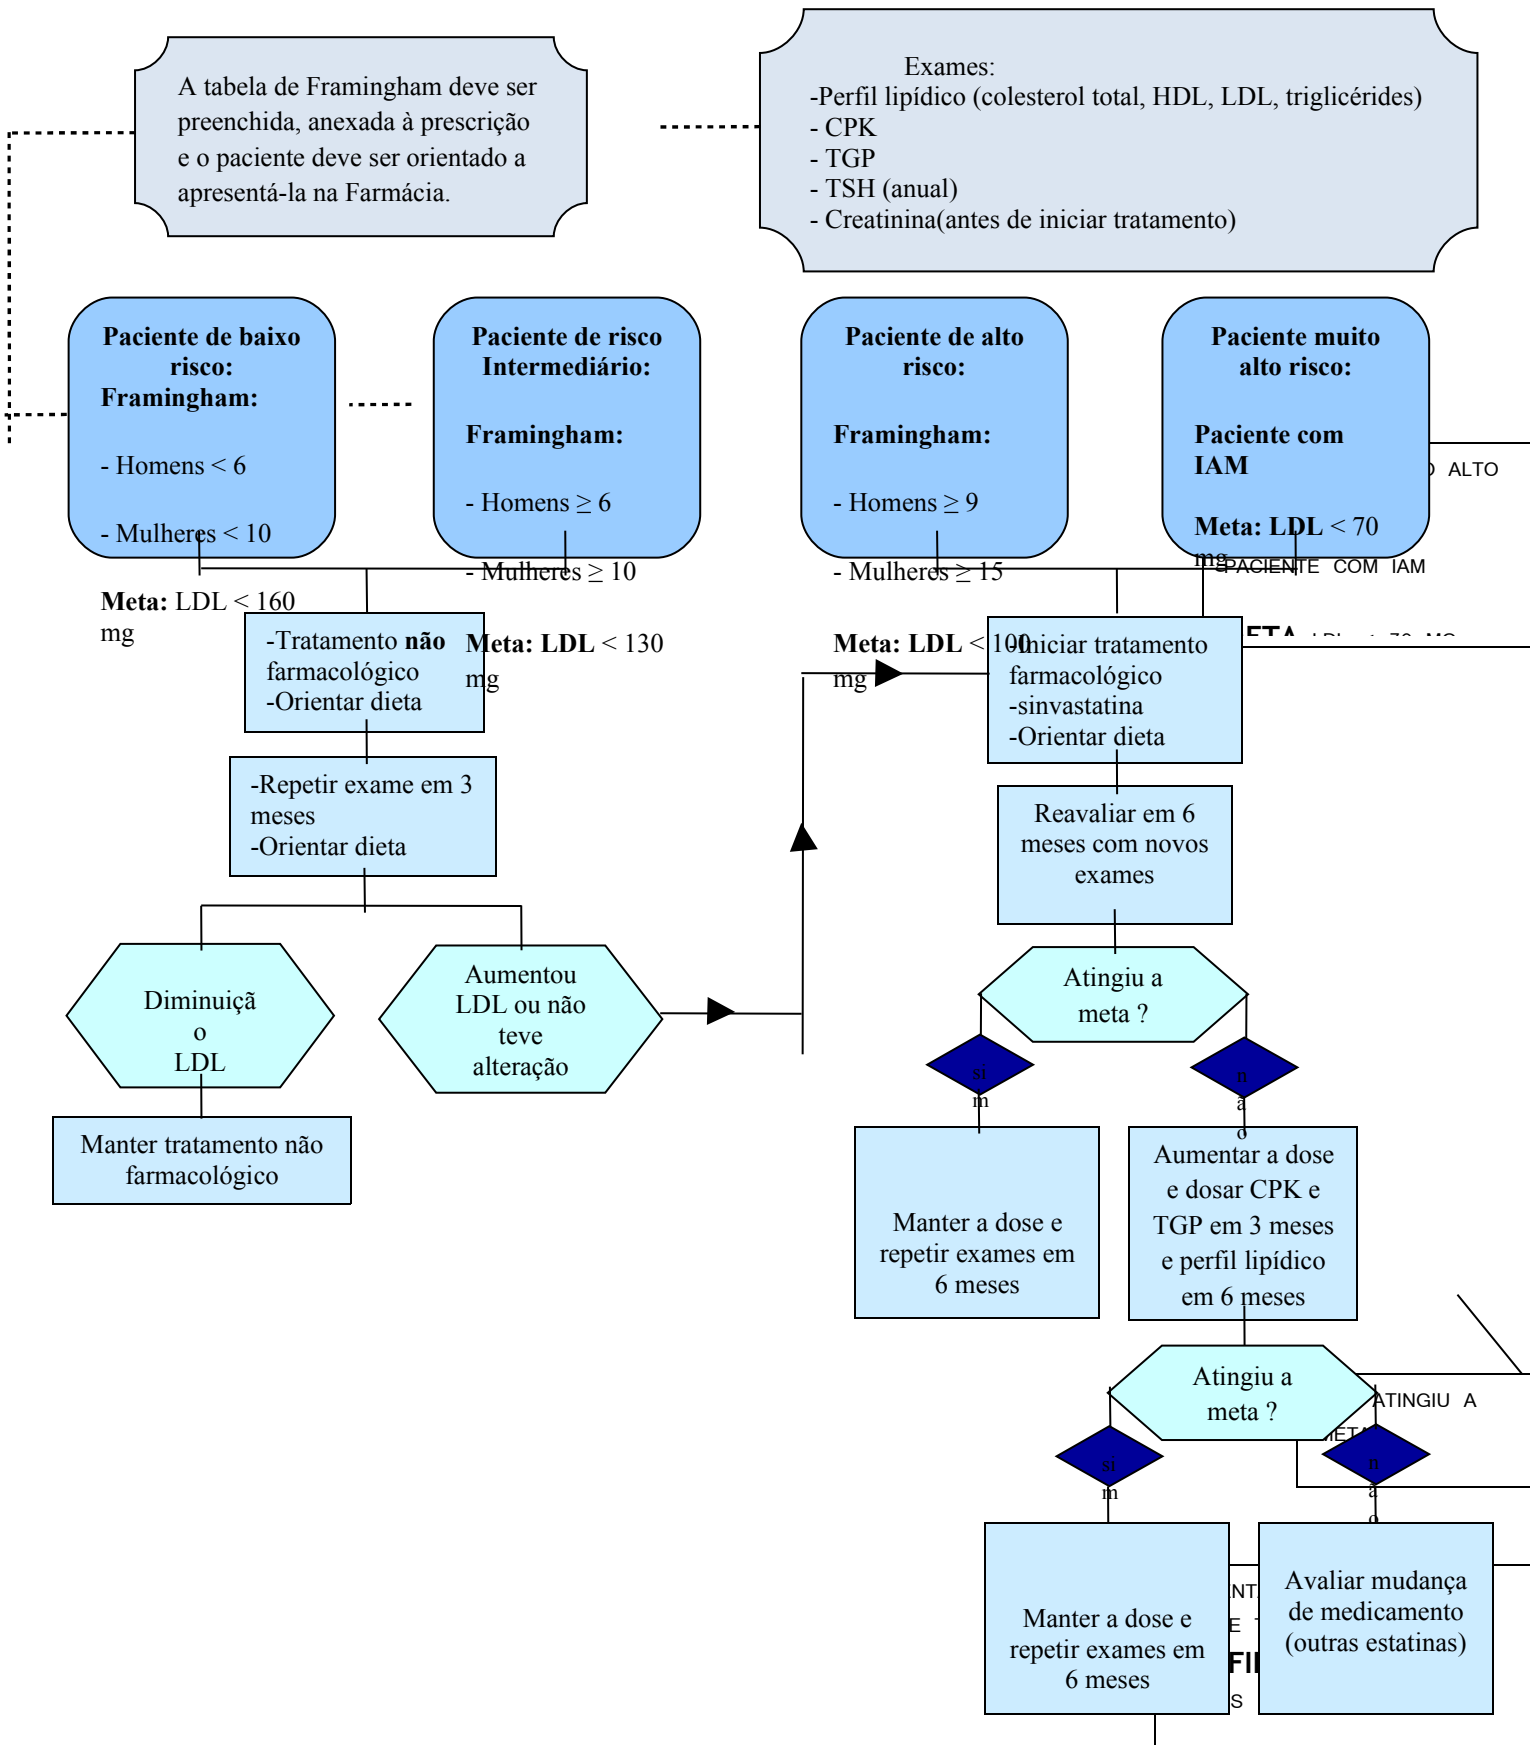 A tabela de Framingham deve ser
preenchida, anexada à prescrição
e o paciente deve ser orientado a
apresentá-la na Farmácia.
Exames:
-Perfil lipídico (colesterol total, HDL, LDL, triglicérides)
- CPK
- TGP
- TSH (anual)
- Creatinina(antes de iniciar tratamento)
Paciente de baixo
risco:
Framingham:
- Homens < 6
- Mulheres < 10
Meta: LDL < 160
mg
Paciente de risco
Intermediário:
Framingham:
- Homens ≥ 6
- Mulheres ≥ 10
Meta: LDL < 130
mg
Paciente de alto
risco:
Framingham:
- Homens ≥ 9
- Mulheres ≥ 15
Meta: LDL < 100
mg
Paciente muito
alto risco:
Paciente com
IAM
Meta: LDL < 70
mg
ALTO
PACIENTE COM IAM
-Tratamento não
farmacológico
-Orientar dieta
-Iniciar tratamento
farmacológico
-sinvastatina
-Orientar dieta
-Repetir exame em 3
meses
-Orientar dieta
Reavaliar em 6
meses com novos
exames
Diminuiçã
o
LDL
Aumentou
LDL ou não
teve
alteração
Atingiu a
meta ?
si
m
n
ã
o
Manter tratamento não
farmacológico
Manter a dose e
repetir exames em
6 meses
Aumentar a dose
e dosar CPK e
TGP em 3 meses
e perfil lipídico
em 6 meses
Atingiu a
meta ?
ATINGIU A
si
m
n
ã
o
Manter a dose e
repetir exames em
6 meses
Avaliar mudança
de medicamento
(outras estatinas)